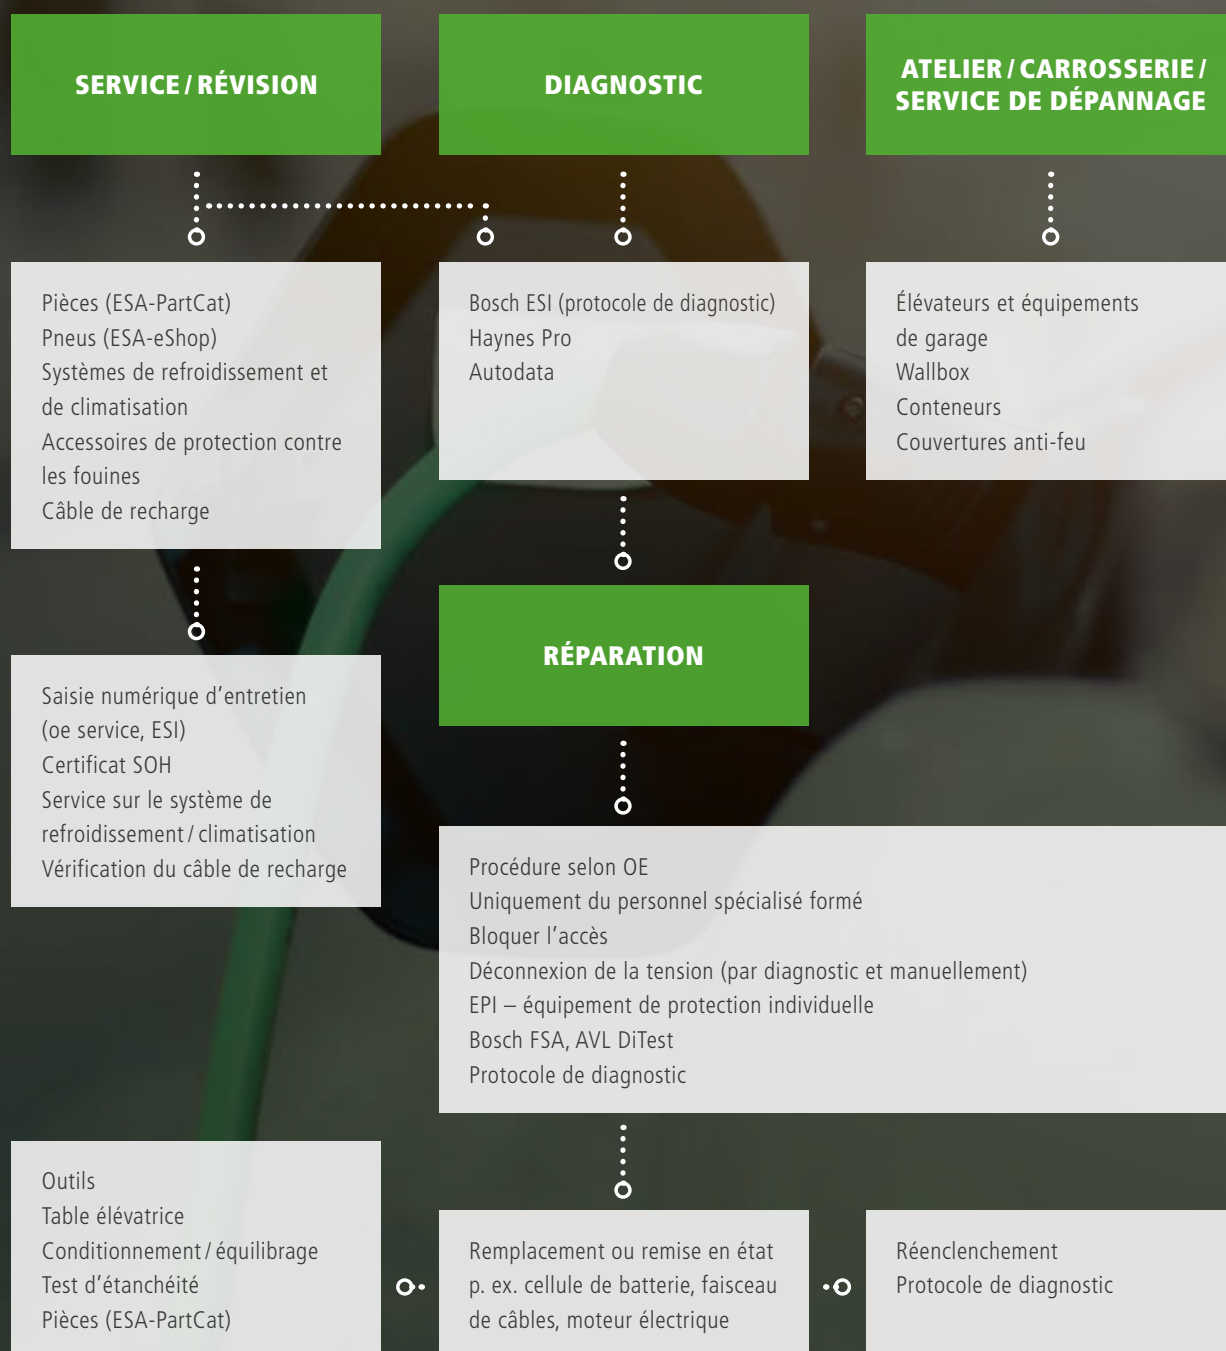 SERVICE / RÉVISION
DIAGNOSTIC
ATELIER / CARROSSERIE /
SERVICE DE DÉPANNAGE
Pièces (ESA-PartCat)
Pneus (ESA-eShop)
Systèmes de refroidissement et
de climatisation
Accessoires de protection contre
les fouines
Câble de recharge
Bosch ESI (protocole de diagnostic)
Haynes Pro
Autodata
Élévateurs et équipements
de garage
Wallbox
Conteneurs
Couvertures anti-feu
Saisie numérique d’entretien
(oe service, ESI)
Certificat SOH
Service sur le système de
refroidissement / climatisation
Vérification du câble de recharge
RÉPARATION
Procédure selon OE
Uniquement du personnel spécialisé formé
Bloquer l’accès
Déconnexion de la tension (par diagnostic et manuellement)
EPI – équipement de protection individuelle
Bosch FSA, AVL DiTest
Protocole de diagnostic
Outils
Table élévatrice
Conditionnement / équilibrage
Test d’étanchéité
Pièces (ESA-PartCat)
Remplacement ou remise en état
p. ex. cellule de batterie, faisceau
de câbles, moteur électrique
Réenclenchement
Protocole de diagnostic